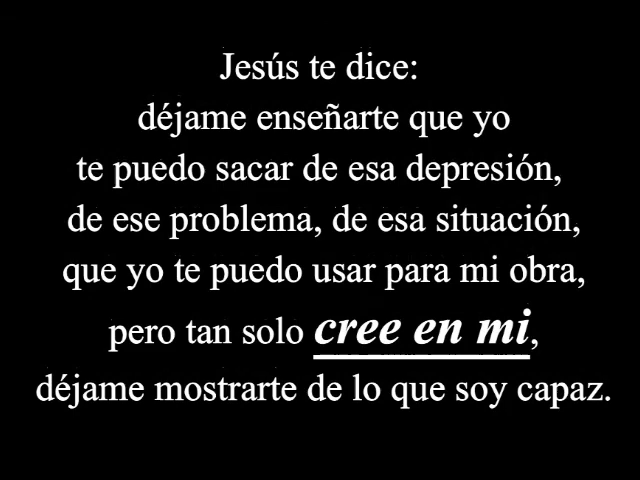 Jesús te dice:
déjame enseñarte que yo
te puedo sacar de esa depresión,
de ese problema, de esa situación,
que yo te puedo usar para mi obra,
pero tan solo cree en mi,
déjame mostrarte de lo que soy capaz.